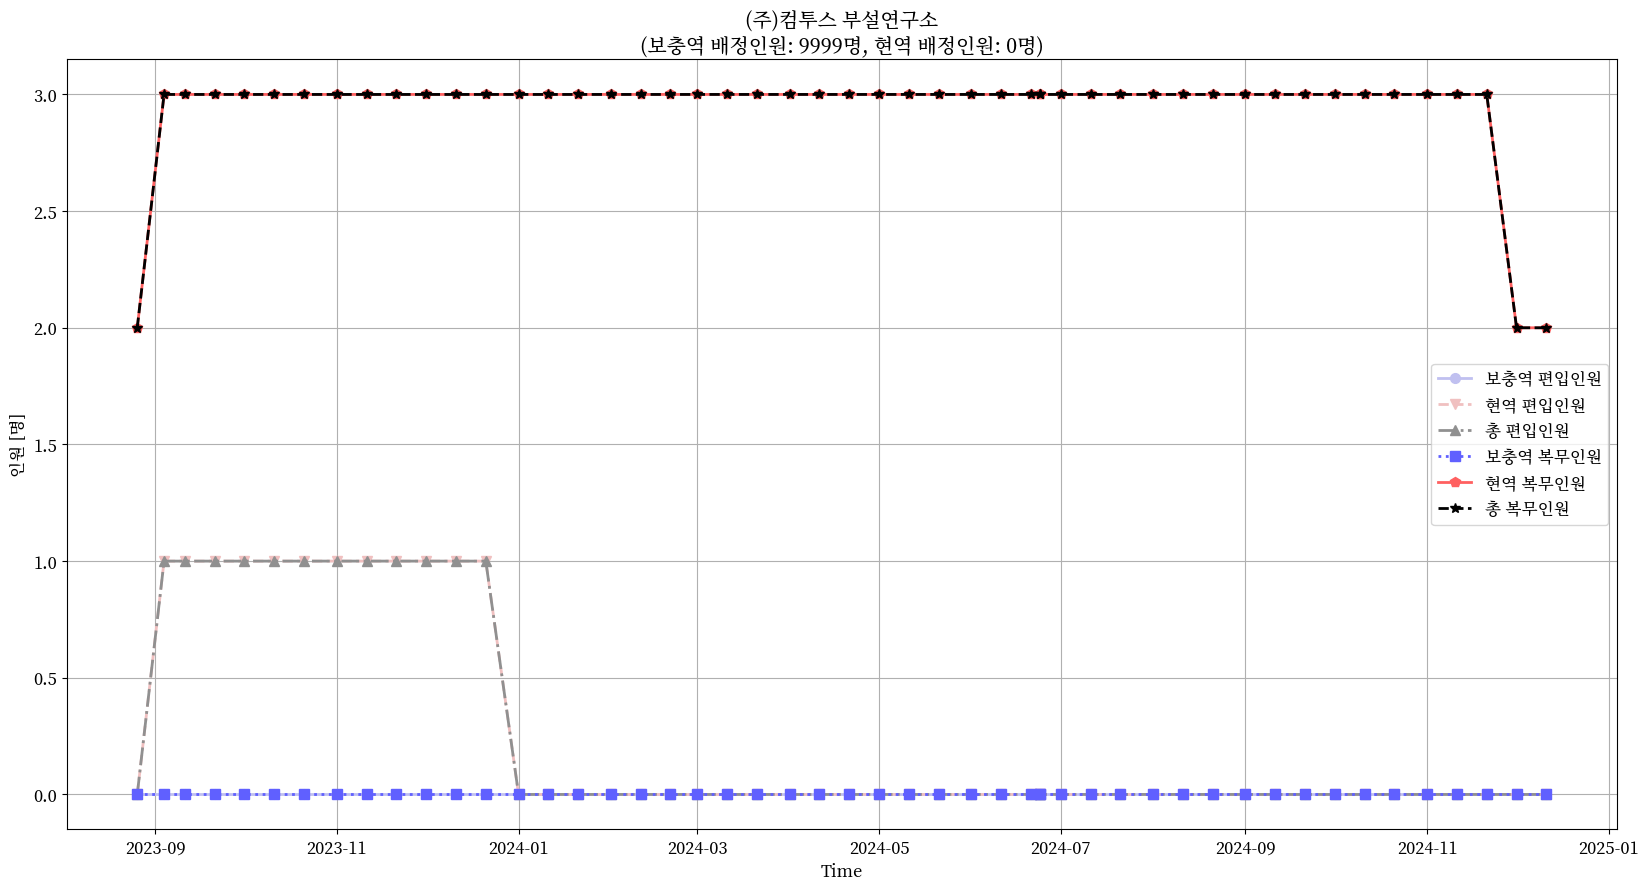 (주)컴투스 부설연구소
(보충역 배정인원: 9999명, 현역 배정인원: 0명)
인원 [명]
3.0
2.5
2.0
1.5
1.0
0.5
0.0
보충역 편입인원
현역 편입인원
총 편입인원
보충역 복무인원
현역 복무인원
총 복무인원
2023-09
2023-11
2024-01
2024-03
2024-05
2024-07
2024-09
2024-11
2025-01
Time